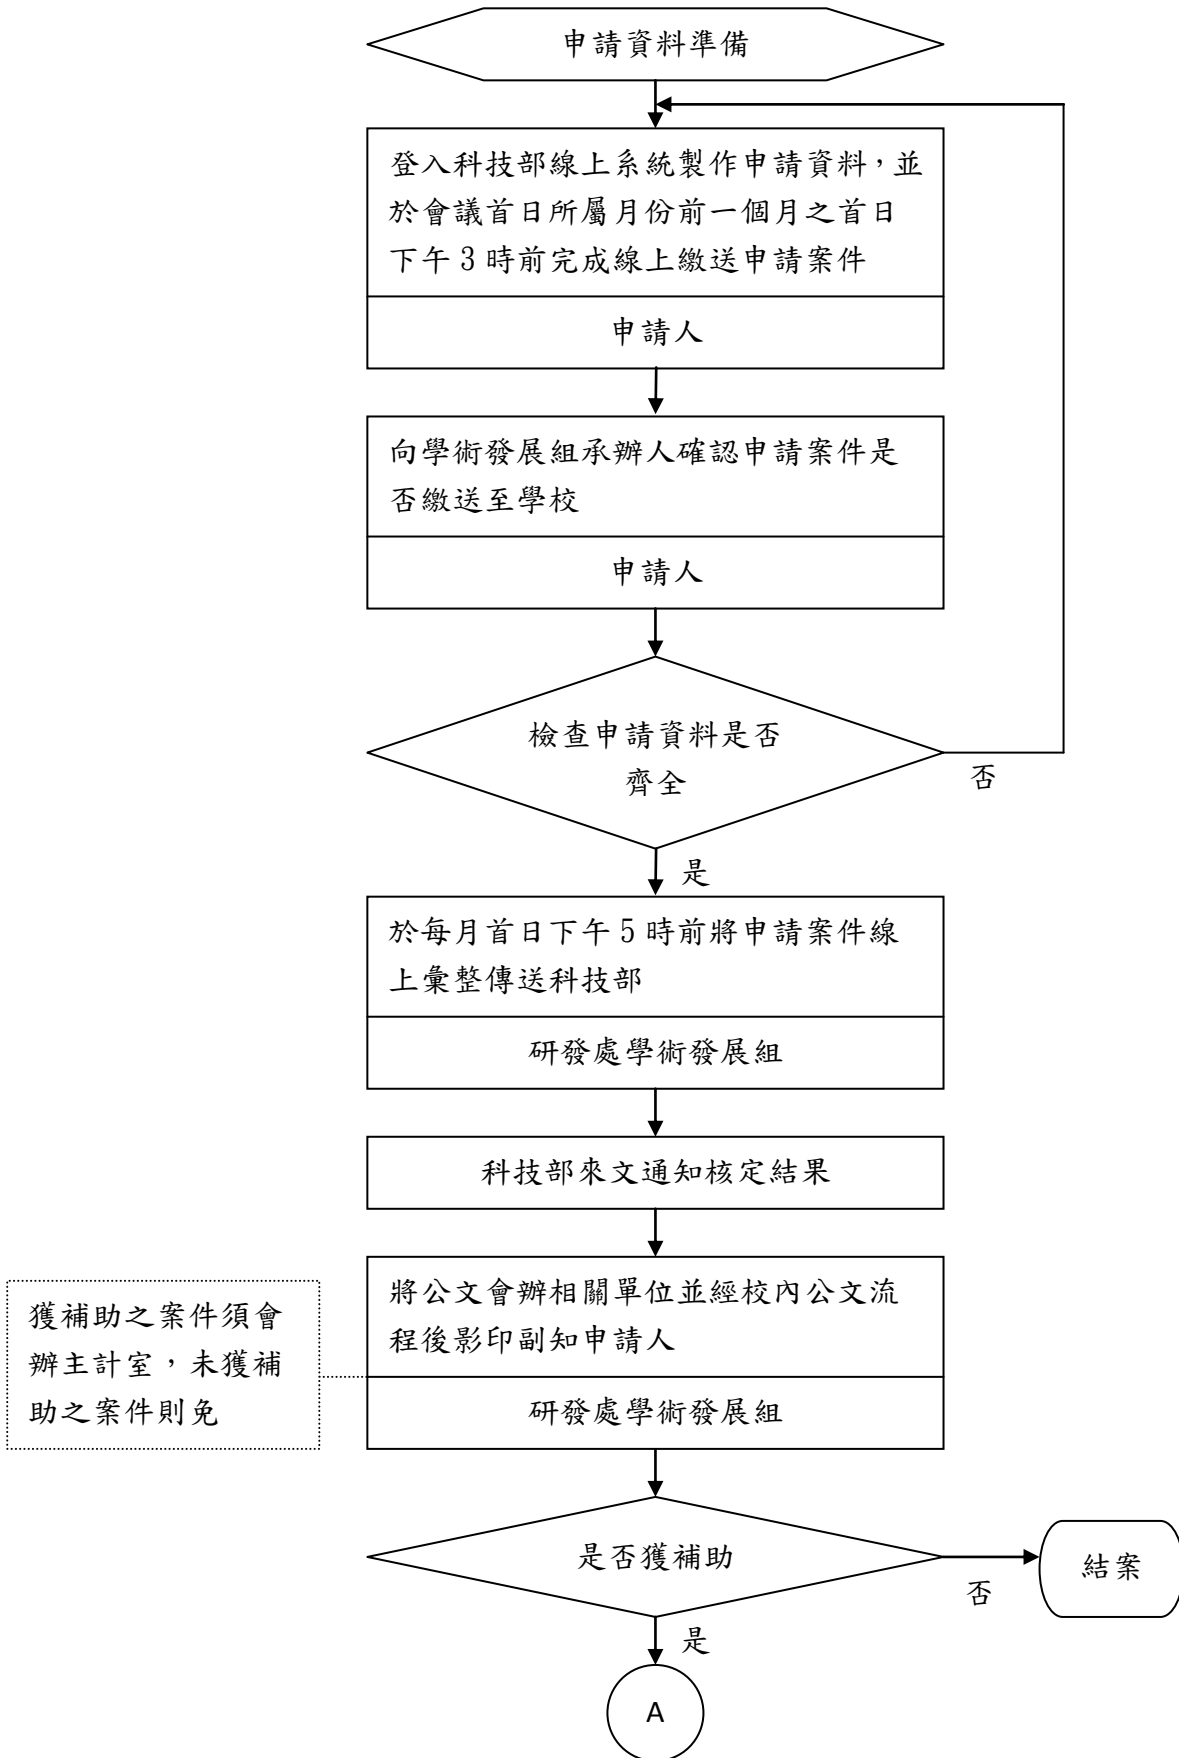 申請資料準備
登入科技部線上系統製作申請資料，並
於會議首日所屬月份前一個月之首日
下午 3 時前完成線上繳送申請案件
申請人
向學術發展組承辦人確認申請案件是
否繳送至學校
申請人
檢查申請資料是否
齊全
否
是
於每月首日下午 5 時前將申請案件線
上彙整傳送科技部
研發處學術發展組
科技部來文通知核定結果
將公文會辦相關單位並經校內公文流
程後影印副知申請人
研發處學術發展組
獲補助之案件須會
辦主計室，未獲補
助之案件則免
是否獲補助
否
結案
是
A